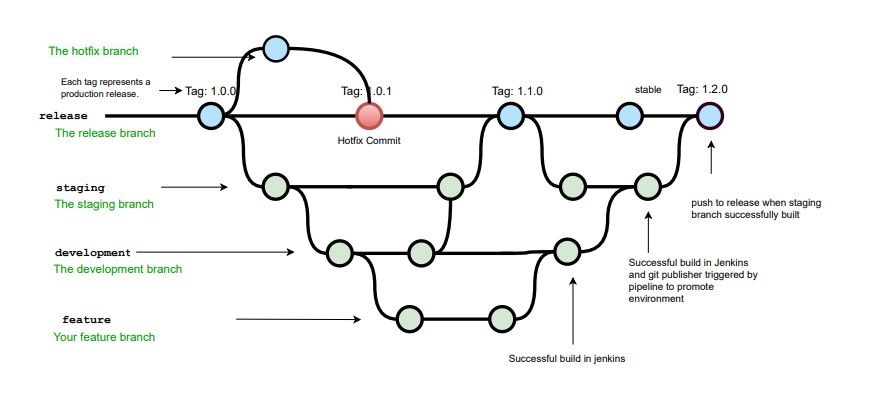 The hotfix branch
Each tag represents a
production release.
Tag: 1.0.0
Tag: 1.0.1
Tag: 1.1.0
stable
Tag: 1.2.0
release
The release branch
Hotfix Commit
staging
The staging branch
push to release when staging
branch successfully built
development
The development branch
Successful build in Jenkins
and git publisher triggered by
pipeline to promote
environment
feature
Your feature branch
Successful build in jenkins